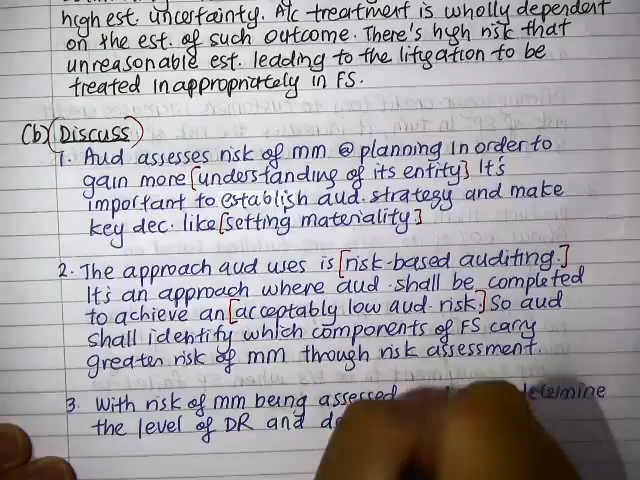 high est. uncertainty. A/c treatment is wholly dependent
on the est. of such outcome. There's high risk that
unreasonable est. leading to the litigation to be
treated inappropriately in FS.
(b) (Discuss)
1. Aud assesses risk of mm @ planning in order to
gain more [understanding of its entity] It's
important to establish aud. strategy and make
key dec. like [setting materiality]
2. The approach aud uses is [risk-based auditing.]
It's an approach where aud shall be completed
to achieve an [acceptably low aud. risk.] So aud
shall identify which components of FS carry
greater risk of mm through risk assessment.
3. With risk of mm being assessed determine
the level of DR and